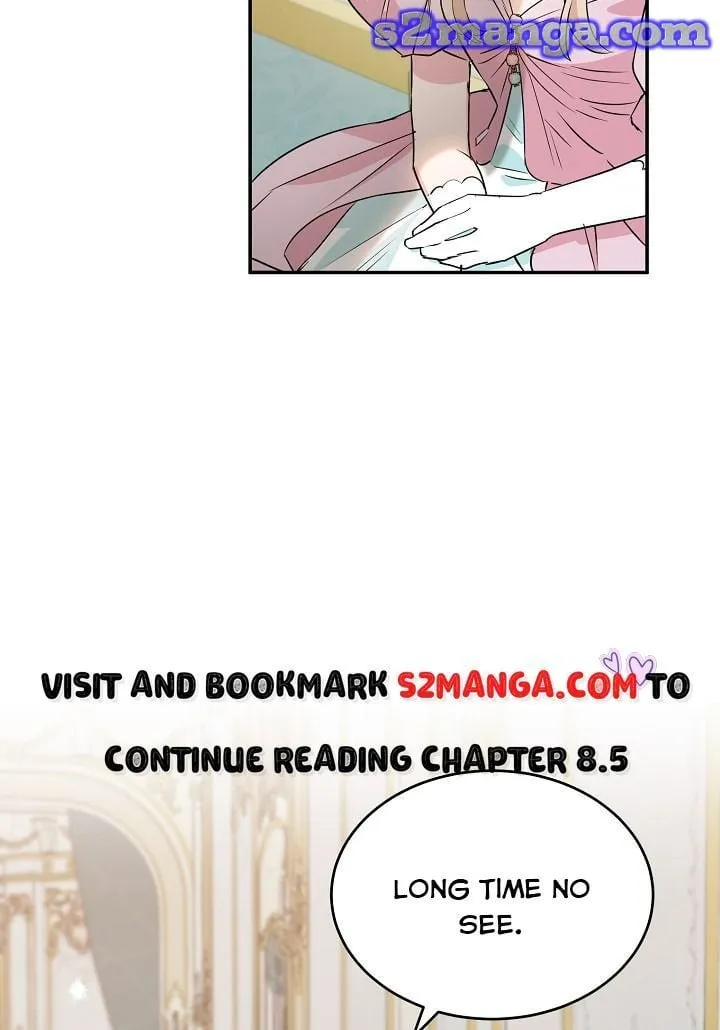 s2manga.com
VISIT AND BOOKMARK S2MANGA.COM TO
CONTINUE READING CHAPTER 8.5
LONG TIME NO
SEE.